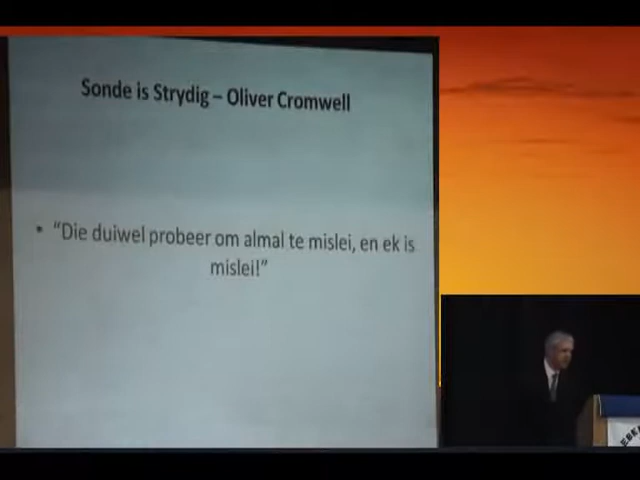 Sonde is Strydig – Oliver Cromwell
• “Die duiwel probeer om almal te mislei, en ek is
mislei!”